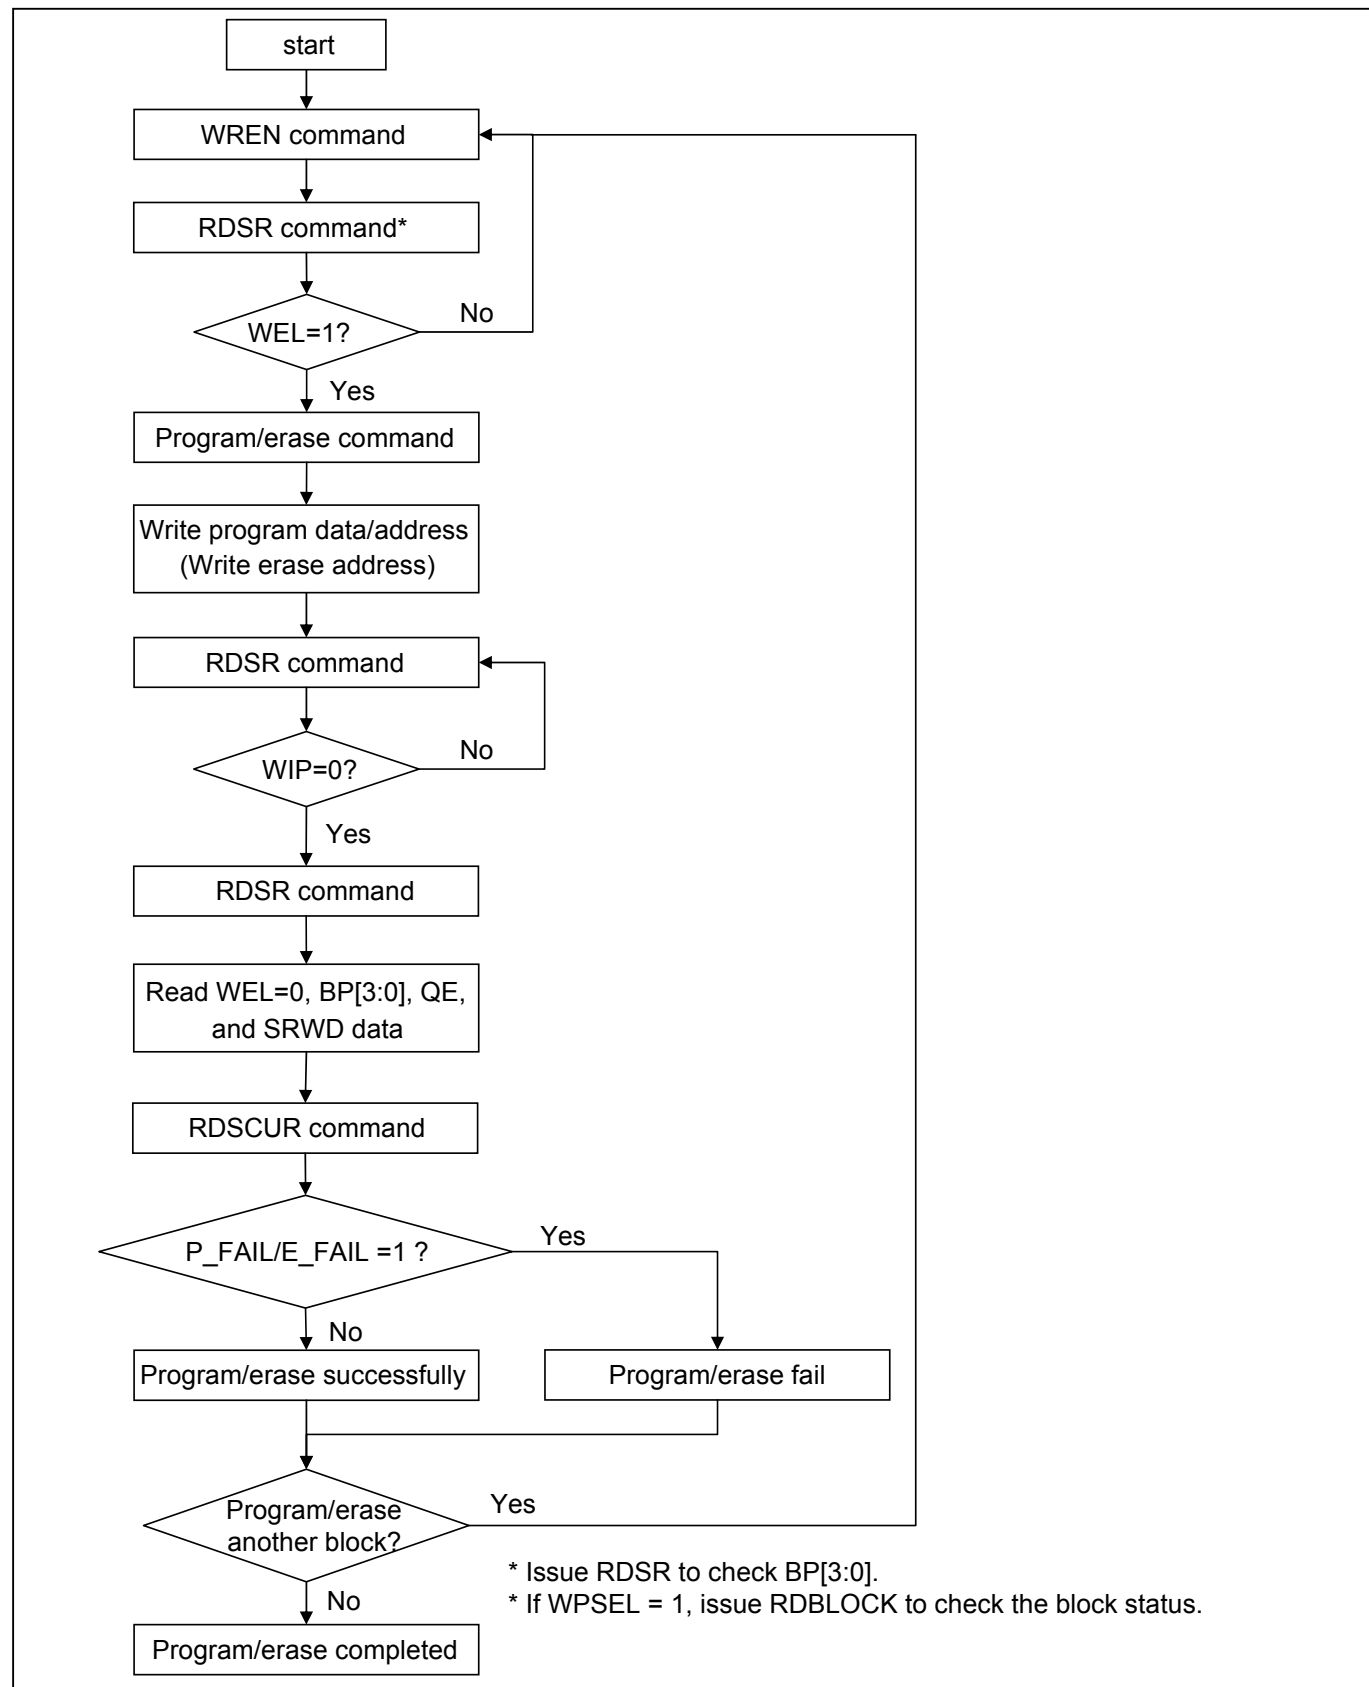 start
WREN command
RDSR command*
WEL=1?
No
Yes
Program/erase command
Write program data/address
(Write erase address)
RDSR command
WIP=0?
No
Yes
RDSR command
Read WEL=0, BP[3:0], QE,
and SRWD data
RDSCUR command
P_FAIL/E_FAIL =1 ?
Yes
No
Program/erase successfully
Program/erase fail
Program/erase
another block?
Yes
No
* Issue RDSR to check BP[3:0].
* If WPSEL = 1, issue RDBLOCK to check the block status.
Program/erase completed